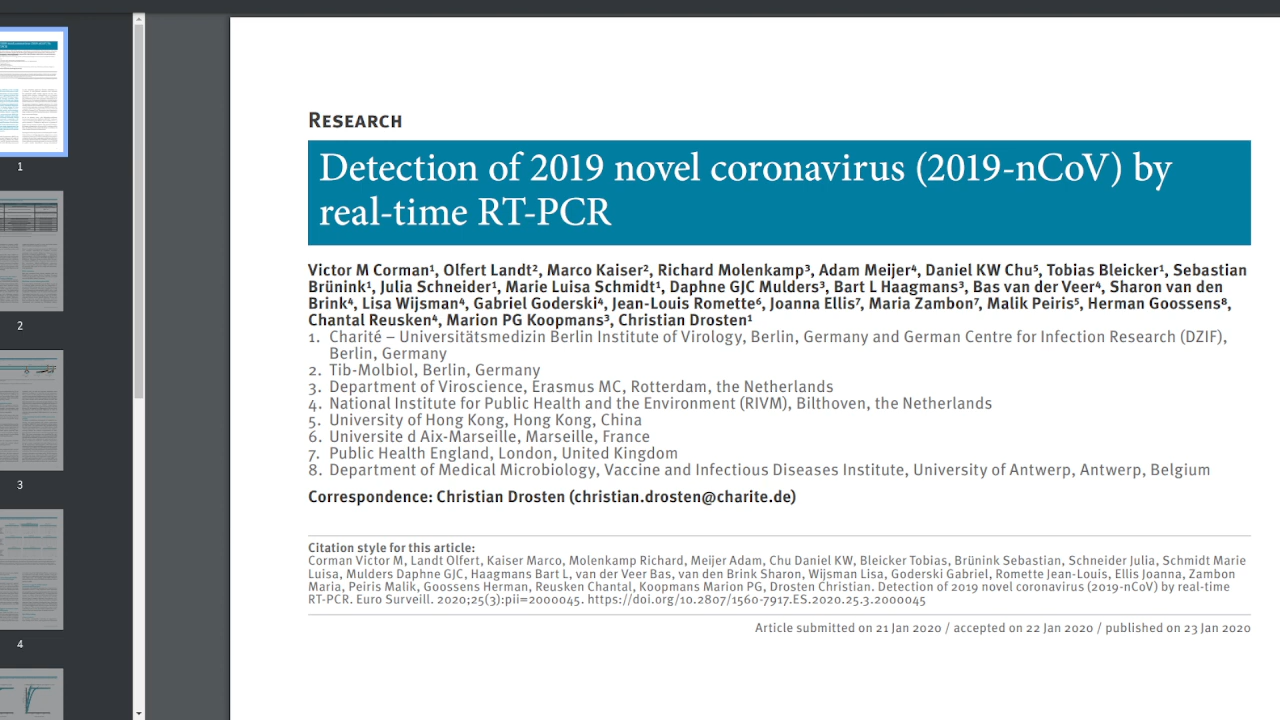 RESEARCH
Detection of 2019 novel coronavirus (2019-nCoV) by
real-time RT-PCR
Victor M Corman¹, Olfert Landt², Marco Kaiser², Richard Molenkamp³, Adam Meijer⁴, Daniel KW Chu⁵, Tobias Bleicker¹, Sebastian
Brünink¹, Julia Schneider¹, Marie Luisa Schmidt¹, Daphne GJC Mulders³, Bart L Haagmans³, Bas van der Veer⁴, Sharon van den
Brink⁴, Lisa Wijsman⁴, Gabriel Goderski⁴, Jean-Louis Romette⁶, Joanna Ellis⁷, Maria Zambon⁷, Malik Peiris⁵, Herman Goossens⁸,
Chantal Reusken⁴, Marion PG Koopmans³, Christian Drosten¹
1. Charité – Universitätsmedizin Berlin Institute of Virology, Berlin, Germany and German Centre for Infection Research (DZIF),
Berlin, Germany
2. Tib-Molbiol, Berlin, Germany
3. Department of Viroscience, Erasmus MC, Rotterdam, the Netherlands
4. National Institute for Public Health and the Environment (RIVM), Bilthoven, the Netherlands
5. University of Hong Kong, Hong Kong, China
6. Universite d Aix-Marseille, Marseille, France
7. Public Health England, London, United Kingdom
8. Department of Medical Microbiology, Vaccine and Infectious Diseases Institute, University of Antwerp, Antwerp, Belgium
Correspondence: Christian Drosten (christian.drosten@charite.de)
Citation style for this article:
Corman Victor M, Landt Olfert, Kaiser Marco, Molenkamp Richard, Meijer Adam, Chu Daniel KW, Bleicker Tobias, Brünink Sebastian, Schneider Julia, Schmidt Marie
Luisa, Mulders Daphne GJC, Haagmans Bart L, van der Veer Bas, van den Brink Sharon, Wijsman Lisa, Goderski Gabriel, Romette Jean-Louis, Ellis Joanna, Zambon
Maria, Peiris Malik, Goossens Herman, Reusken Chantal, Koopmans Marion PG, Drosten Christian. Detection of 2019 novel coronavirus (2019-nCoV) by real-time
RT-PCR. Euro Surveill. 2020;25(3):pii=2000045. https://doi.org/10.2807/1560-7917.ES.2020.25.3.2000045
Article submitted on 21 Jan 2020 / accepted on 22 Jan 2020 / published on 23 Jan 2020
1
2
3
4